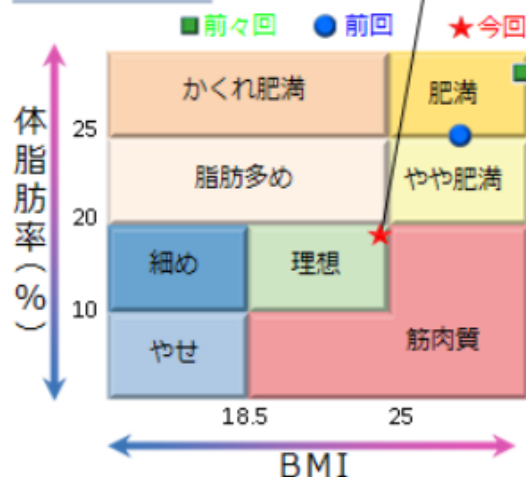 前々回 前回 今回
かくれ肥満 肥満
体脂肪率(%)
25
脂肪多め やや肥満
20
細め 理想
10
やせ 筋肉質
18.5 25
BMI